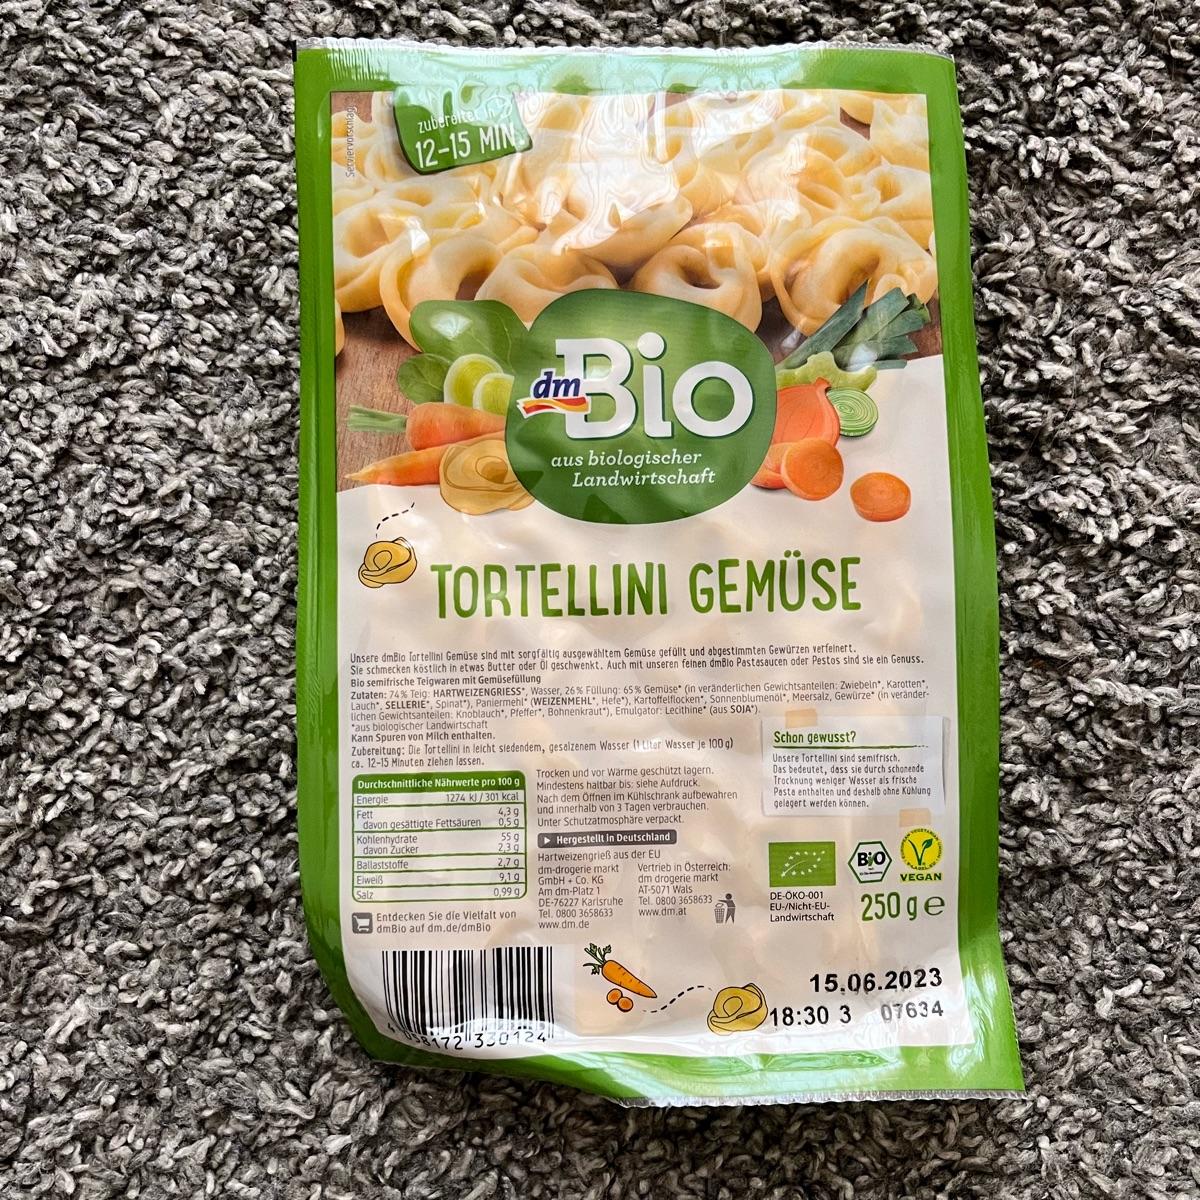 Serviervorschlag
zubereitet in
12-15 MIN.
dm
Bio
aus biologischer
Landwirtschaft
TORTELLINI GEMÜSE
Unsere dmBio Tortellini Gemüse sind mit sorgfältig ausgewähltem Gemüse gefüllt und abgestimmten Gewürzen verfeinert.
Sie schmecken köstlich in etwas Butter oder Öl geschwenkt. Auch mit unseren feinen dmBio Pastasaucen oder Pestos sind sie ein Genuss.
Bio semifrische Teigwaren mit Gemüsefüllung
Zutaten: 74% Teig: HARTWEIZENGRIESS*, Wasser, 26% Füllung: 65% Gemüse* (in veränderlichen Gewichtsanteilen: Zwiebeln*, Karotten*,
Lauch*, SELLERIE*, Spinat*), Paniermehl* (WEIZENMEHL*, Hefe*), Kartoffelflocken*, Sonnenblumenöl*, Meersalz, Gewürze* (in veränder-
lichen Gewichtsanteilen: Knoblauch*, Pfeffer*, Bohnenkraut*), Emulgator: Lecithine* (aus SOJA*).
*aus biologischer Landwirtschaft
Kann Spuren von Milch enthalten.
Zubereitung: Die Tortellini in leicht siedendem, gesalzenem Wasser (1 Liter Wasser je 100 g)
ca. 12-15 Minuten ziehen lassen.
Schon gewusst?
Unsere Tortellini sind semifrisch.
Das bedeutet, dass sie durch schonende
Trocknung weniger Wasser als frische
Pasta enthalten und deshalb ohne Kühlung
gelagert werden können.
Durchschnittliche Nährwerte pro 100 g
Energie 1274 kJ / 301 kcal
Fett 4,3 g
davon gesättigte Fettsäuren 0,5 g
Kohlenhydrate 55 g
davon Zucker 2,3 g
Ballaststoffe 2,7 g
Eiweiß 9,1 g
Salz 0,99 g
Entdecken Sie die Vielfalt von
dmBio auf dm.de/dmBio
Trocken und vor Wärme geschützt lagern.
Mindestens haltbar bis: siehe Aufdruck.
Nach dem Öffnen im Kühlschrank aufbewahren
und innerhalb von 3 Tagen verbrauchen.
Unter Schutzatmosphäre verpackt.
Hergestellt in Deutschland
Hartweizengrieß aus der EU
dm-drogerie markt
GmbH + Co. KG
Am dm-Platz 1
DE-76227 Karlsruhe
Tel. 0800 3658633
www.dm.de
Vertrieb in Österreich:
dm drogerie markt
AT-5071 Wals
Tel. 0800 3658633
www.dm.at
DE-ÖKO-001
EU-/Nicht-EU-
Landwirtschaft
BIO
VEGAN
250 g e
15.06.2023
18:30 3 07634
4 058172 330124